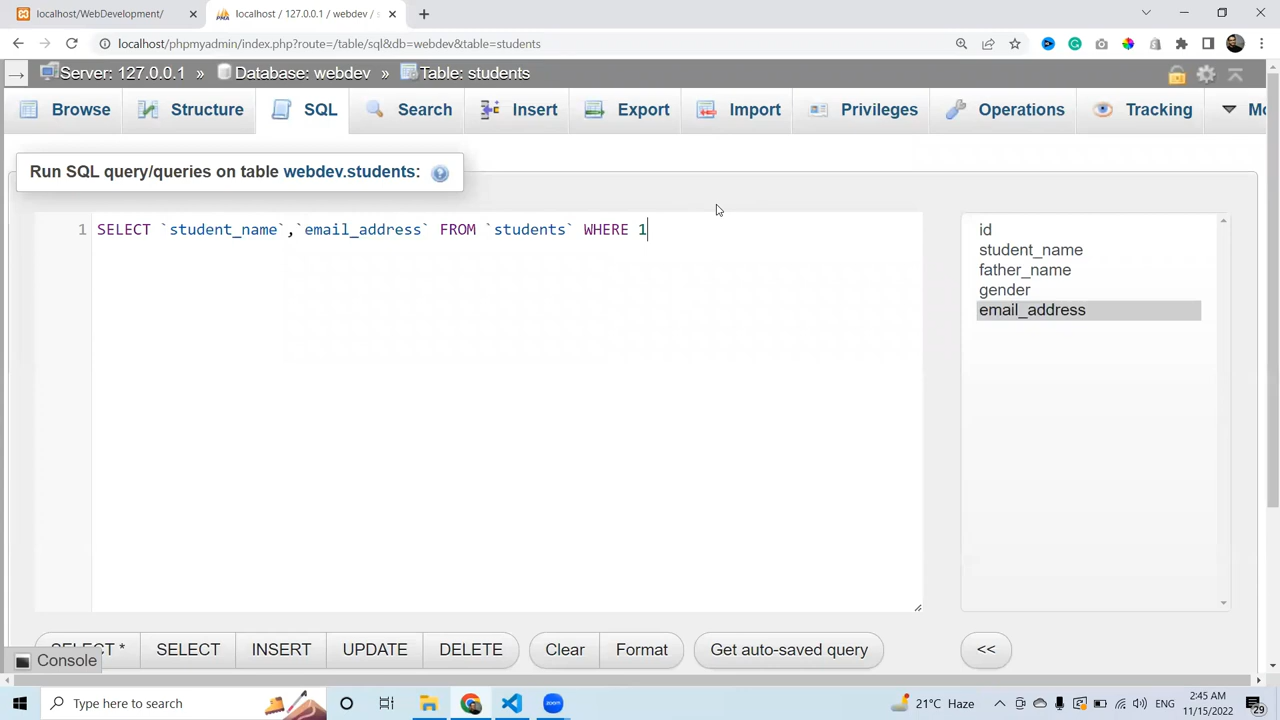 localhost/WebDevelopment/
localhost / 127.0.0.1 / webdev /
localhost/phpmyadmin/index.php?route=/table/sql&db=webdev&table=students
Server: 127.0.0.1 » Database: webdev » Table: students
Browse Structure SQL Search Insert Export Import Privileges Operations Tracking Mo
Run SQL query/queries on table webdev.students:
1 SELECT `student_name`,`email_address` FROM `students` WHERE 1
id
student_name
father_name
gender
email_address
SELECT * SELECT INSERT UPDATE DELETE Clear Format Get auto-saved query <<
Console
Type here to search
21°C Haze
ENG
2:45 AM
11/15/2022
29